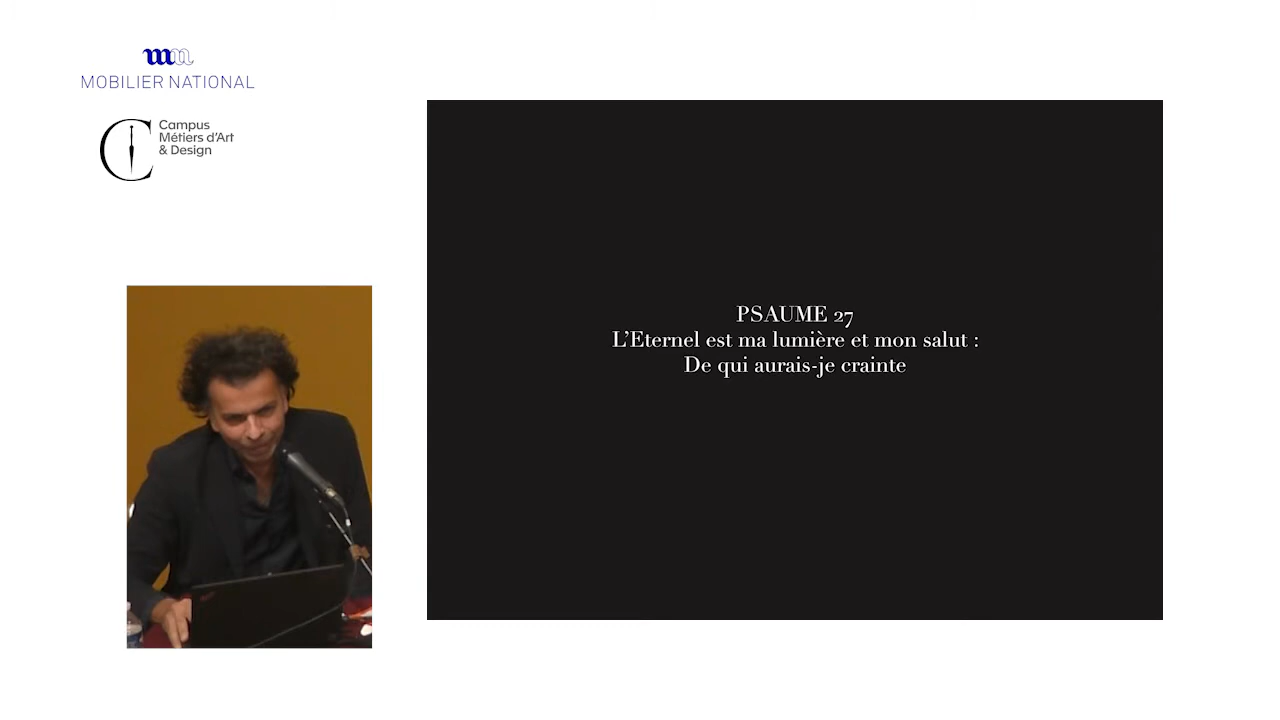 MOBILIER NATIONAL
Campus
Métiers d'Art
& Design
PSAUME 27
L'Eternel est ma lumière et mon salut :
De qui aurais-je crainte